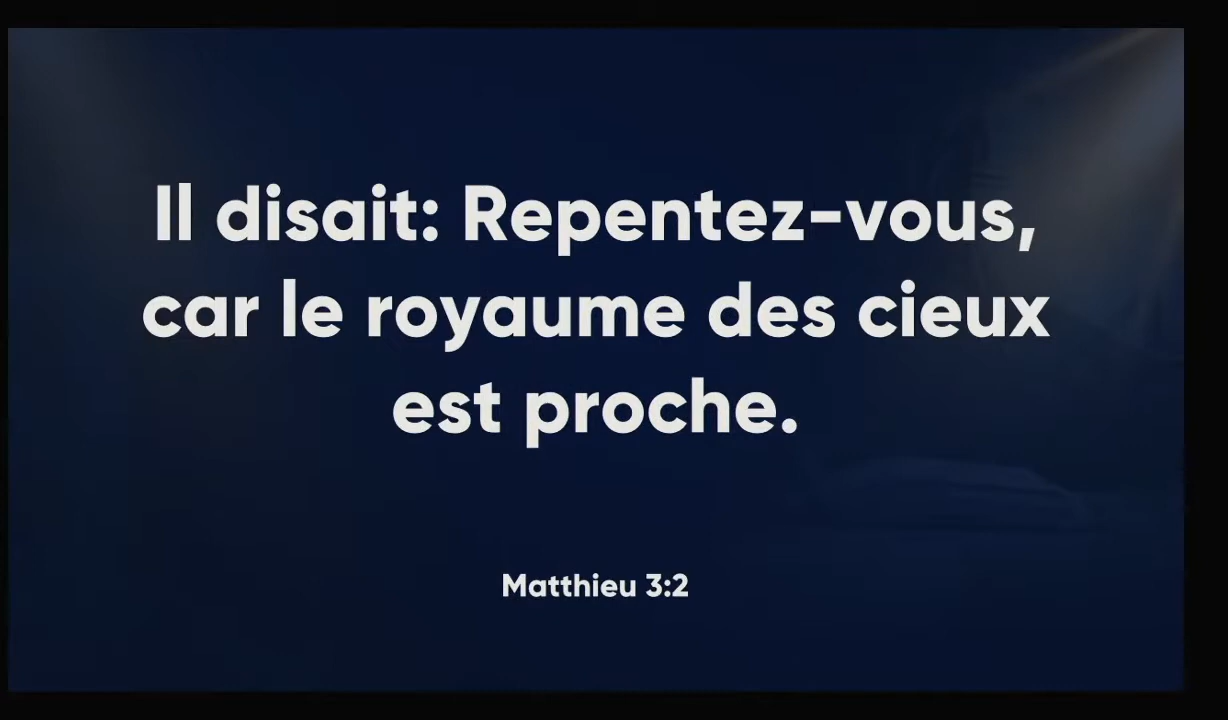 Il disait: Repentez-vous,
car le royaume des cieux
est proche.
Matthieu 3:2